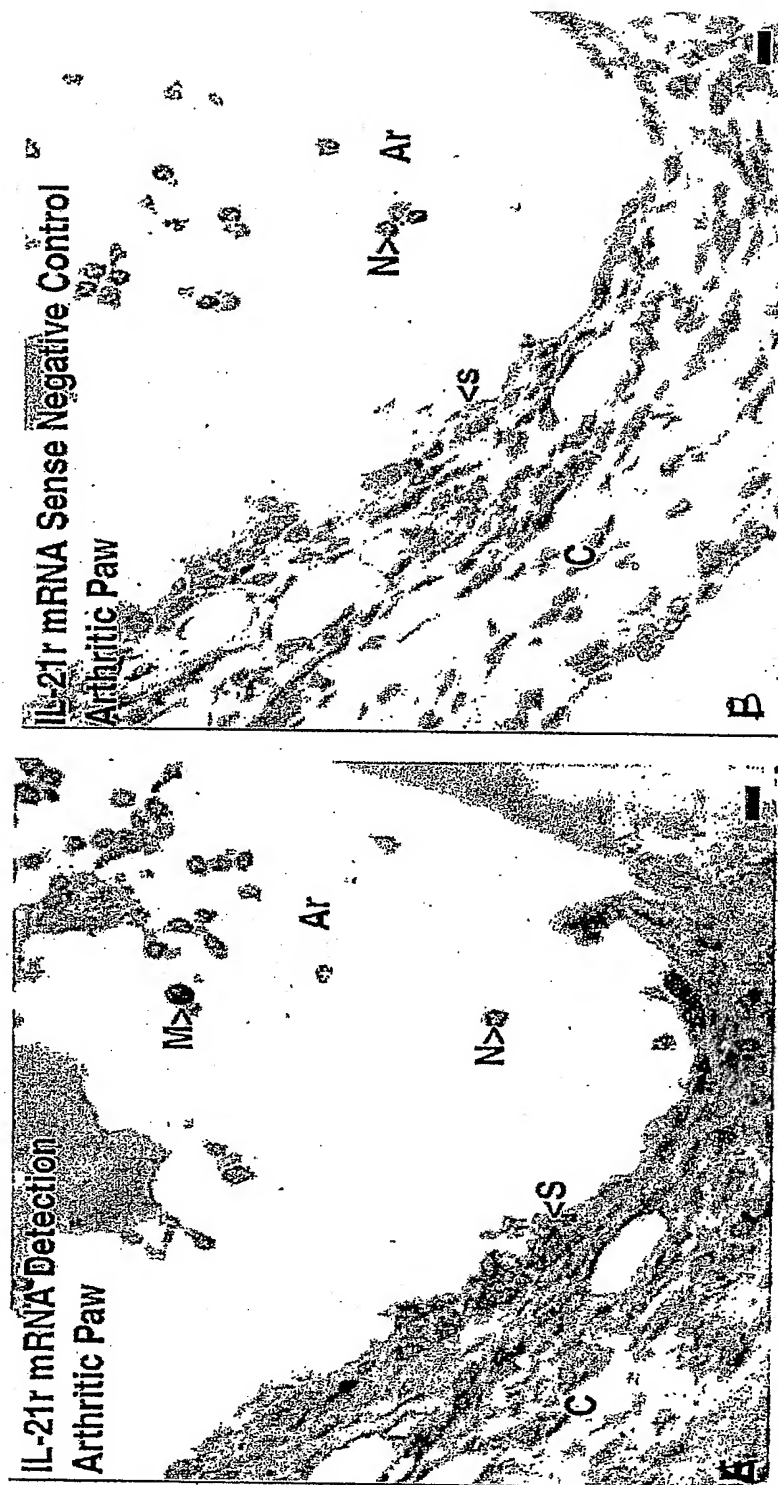 IL-21r mRNA Detection
Arthritic Paw
M>
Ar
N>
<S
C
A
IL-21r mRNA Sense Negative Control
Arthritic Paw
Ar
N>
<s
C
B